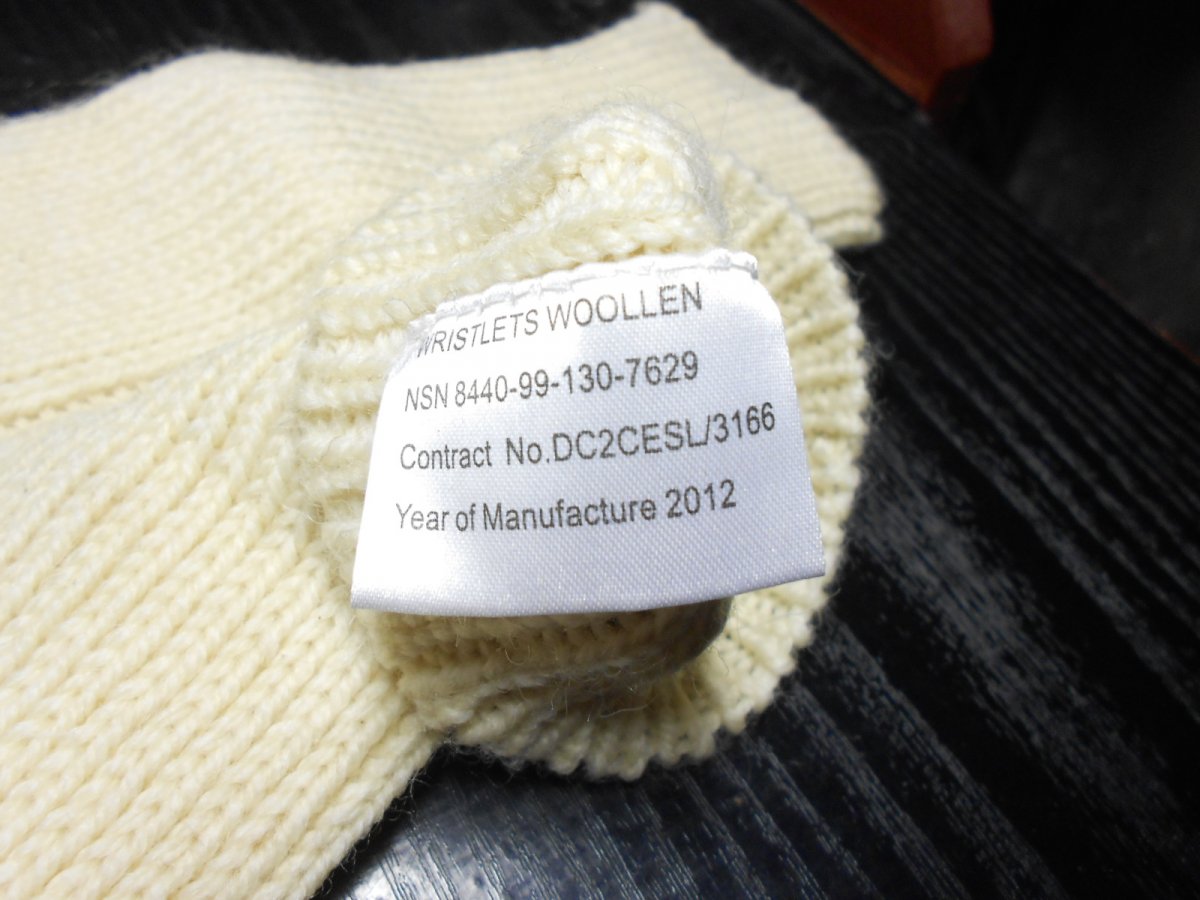 WRISTLETS WOOLLEN
NSN 8440-99-130-7629
Contract No.DC2CESL/3166
Year of Manufacture 2012